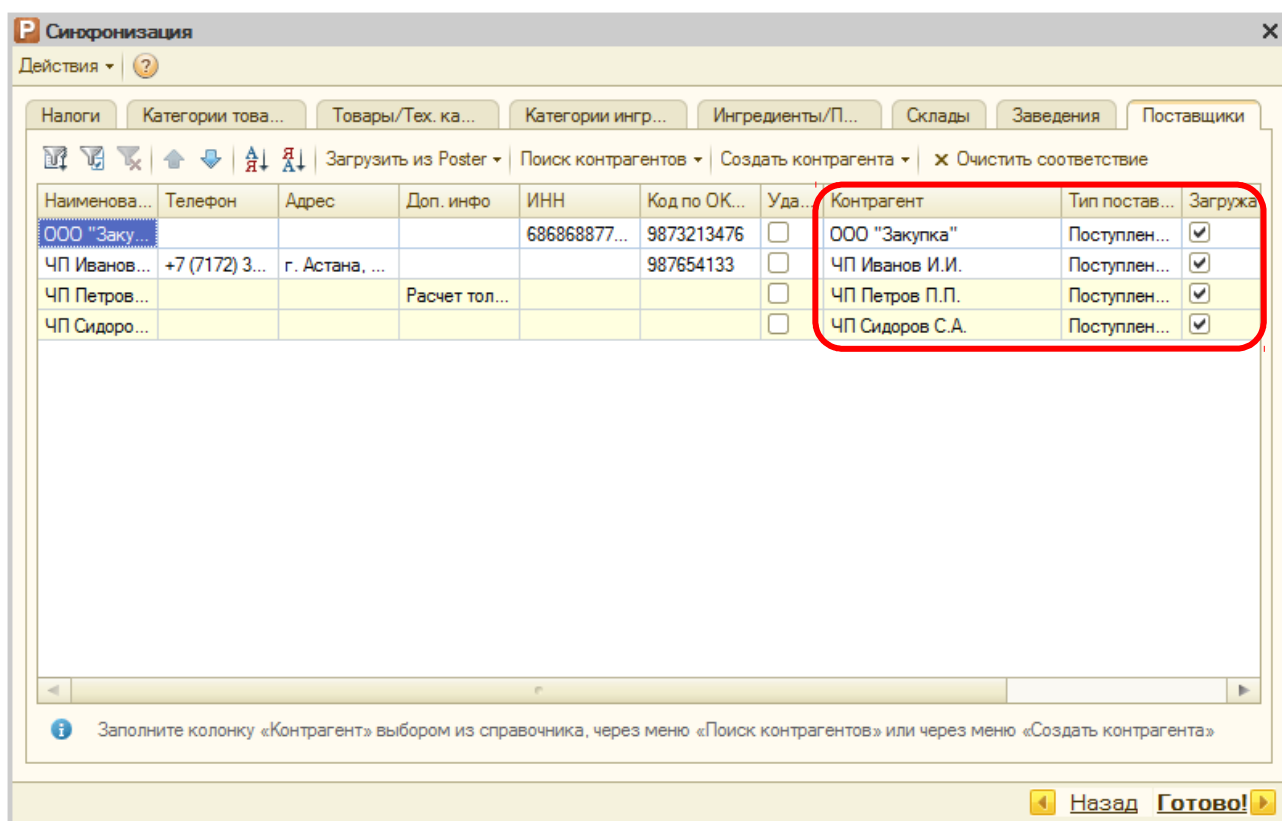 Синхронизация
Действия
Налоги Категории това... Товары/Тех. ка... Категории ингр... Ингредиенты/П... Склады Заведения Поставщики
Загрузить из Poster Поиск контрагентов Создать контрагента Очистить соответствие
Наименова... Телефон Адрес Доп. инфо ИНН Код по ОК... Уда... Контрагент Тип постав... Загружа
ООО "Заку... 686868877... 9873213476 ООО "Закупка" Поступлен...
ЧП Иванов... +7 (7172) 3... г. Астана, ... 987654133 ЧП Иванов И.И. Поступлен...
ЧП Петров... Расчет тол... ЧП Петров П.П. Поступлен...
ЧП Сидоро... ЧП Сидоров С.А. Поступлен...
Заполните колонку «Контрагент» выбором из справочника, через меню «Поиск контрагентов» или через меню «Создать контрагента»
Назад Готово!